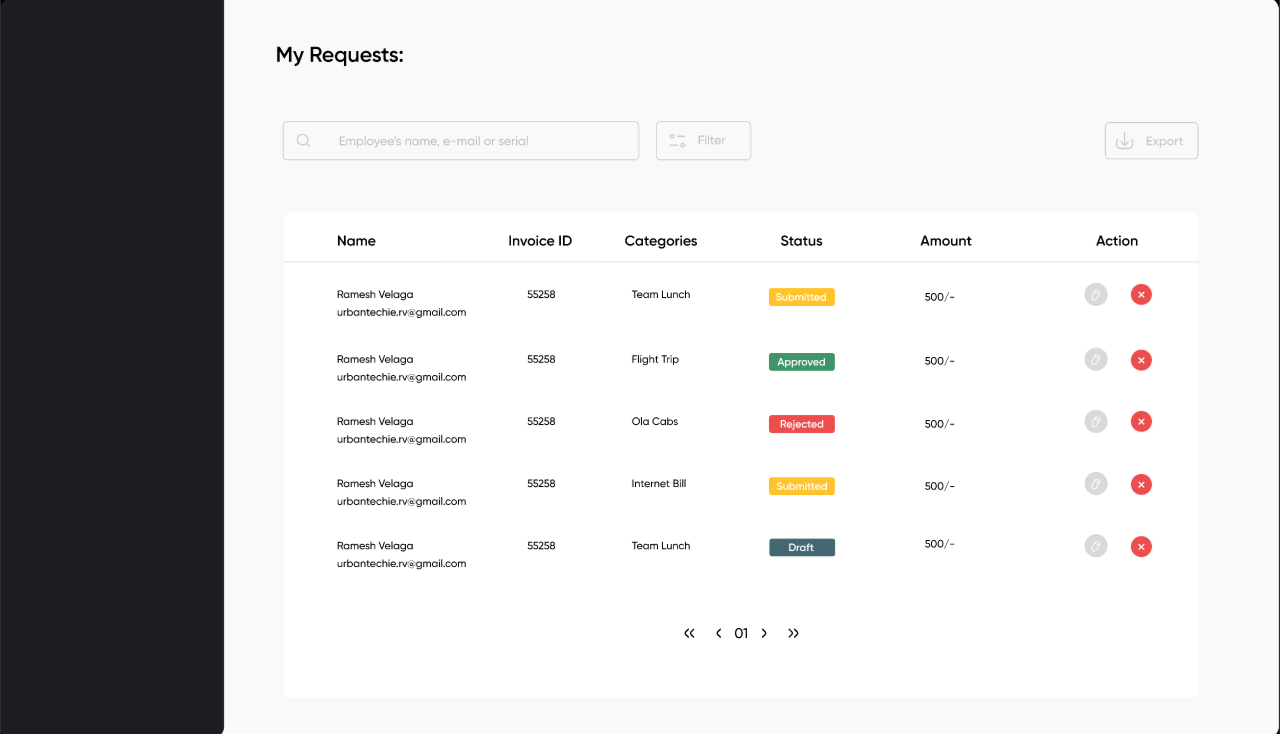 My Requests:
Employee's name, e-mail or serial
Filter
Export
Name Invoice ID Categories Status Amount Action
Ramesh Velaga 55258 Team Lunch Submitted 500/-
urbantechie.rv@gmail.com
Ramesh Velaga 55258 Flight Trip Approved 500/-
urbantechie.rv@gmail.com
Ramesh Velaga 55258 Ola Cabs Rejected 500/-
urbantechie.rv@gmail.com
Ramesh Velaga 55258 Internet Bill Submitted 500/-
urbantechie.rv@gmail.com
Ramesh Velaga 55258 Team Lunch Draft 500/-
urbantechie.rv@gmail.com
01